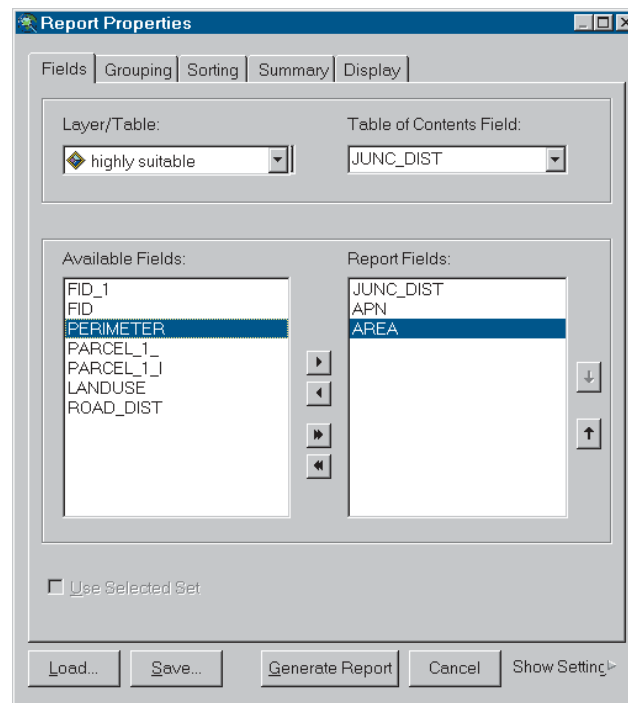 Report Properties
Fields Grouping Sorting Summary Display
Layer/Table: Table of Contents Field:
highly suitable JUNC_DIST
Available Fields: Report Fields:
FID_1 JUNC_DIST
FID APN
PERIMETER AREA
PARCEL_1_
PARCEL_1_I
LANDUSE
ROAD_DIST
Use Selected Set
Load... Save... Generate Report Cancel Show Setting